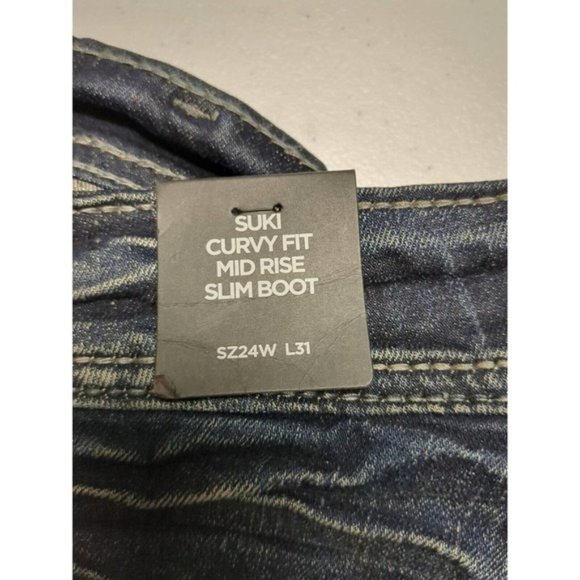 SUKI
CURVY FIT
MID RISE
SLIM BOOT
SZ24W L31